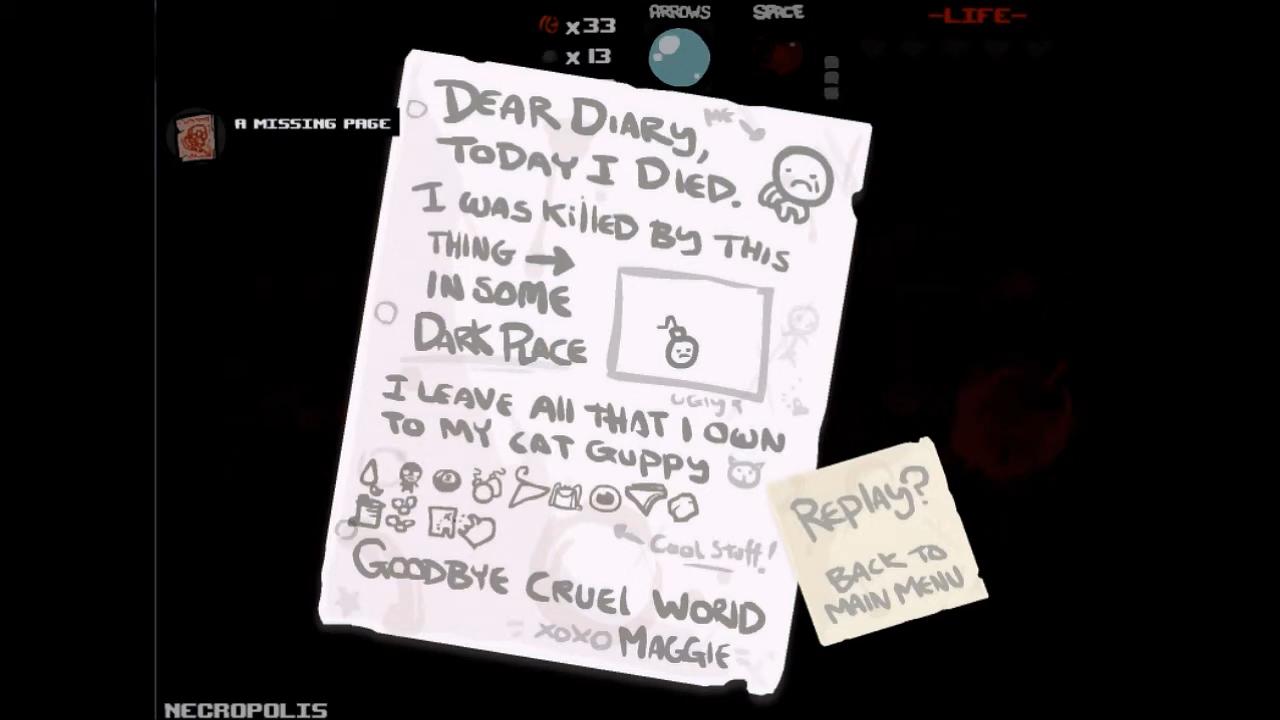 x33
x 13
ARROWS
SPACE
-LIFE-
A MISSING PAGE
DEAR DIARY,
ME
TODAY I DIED.
I WAS KillED BY THIS
THING →
IN SOME
DARK PLACE
UGLY
I LEAVE All THAT I OWN
TO MY CAT GUPPY
Cool Stuff!
GOODBYE CRUEl WORlD
XOXO MAGGIE
REPlAY?
BACK TO
MAIN MENU
NECROPOLIS